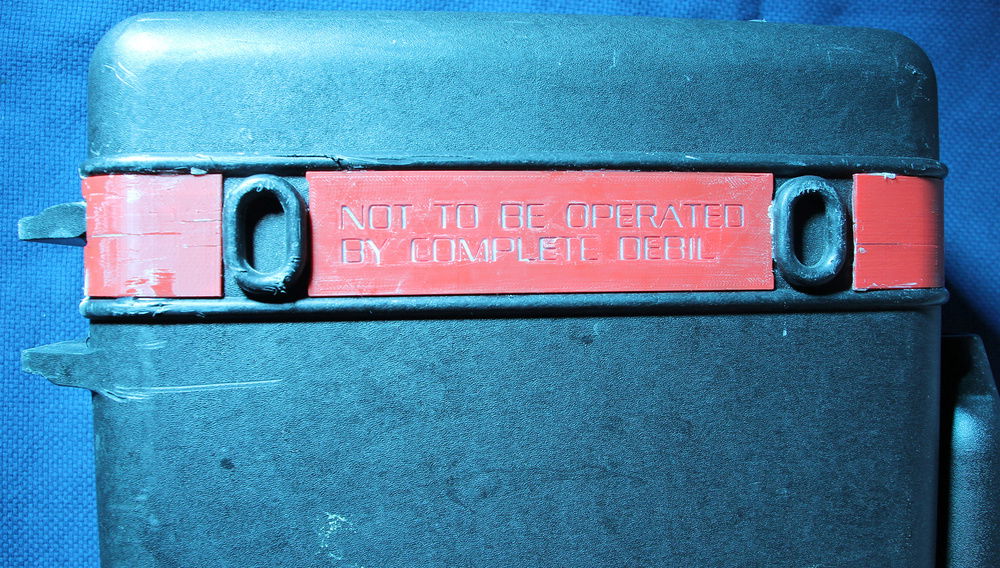 NOT TO BE OPERATED
BY COMPLETE DEBIL